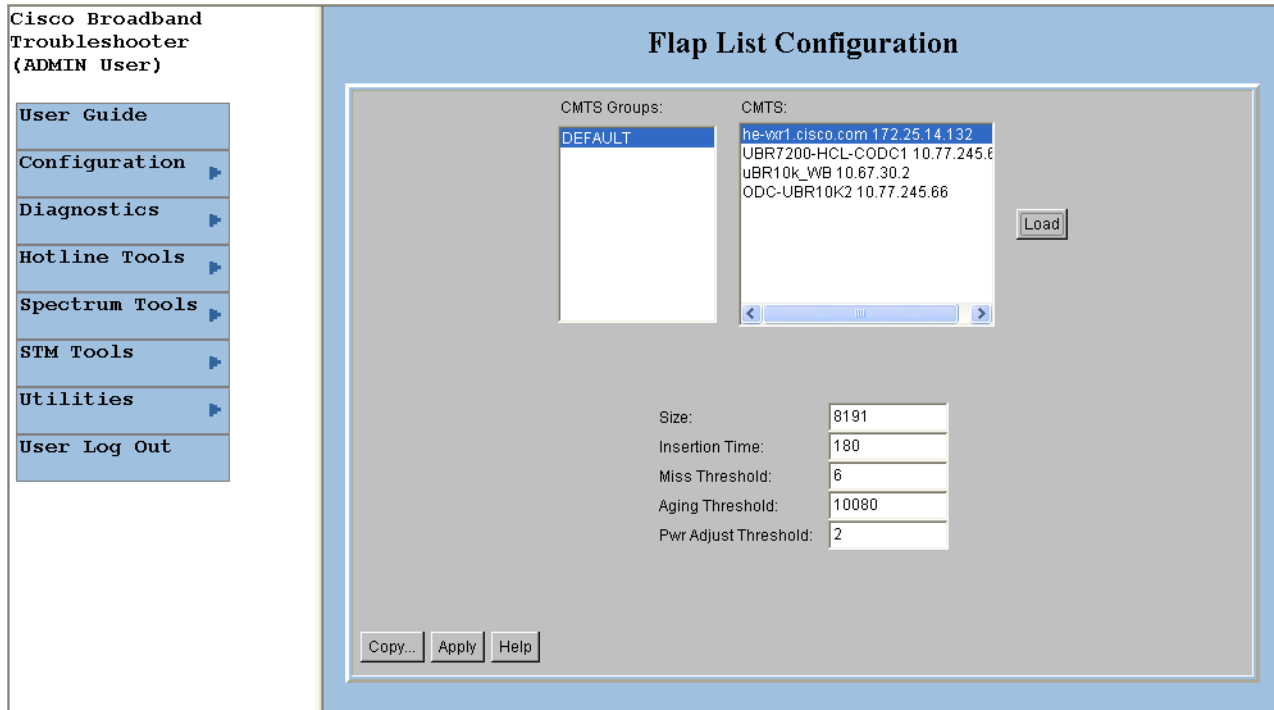 Cisco Broadband
Troubleshooter
(ADMIN User)
User Guide
Configuration
Diagnostics
Hotline Tools
Spectrum Tools
STM Tools
Utilities
User Log Out
Flap List Configuration
CMTS Groups:
DEFAULT
CMTS:
he-vxr1.cisco.com 172.25.14.132
UBR7200-HCL-CODC1 10.77.245.6
uBR10k_WB 10.67.30.2
ODC-UBR10K2 10.77.245.66
Load
Size: 8191
Insertion Time: 180
Miss Threshold: 6
Aging Threshold: 10080
Pwr Adjust Threshold: 2
Copy... Apply Help